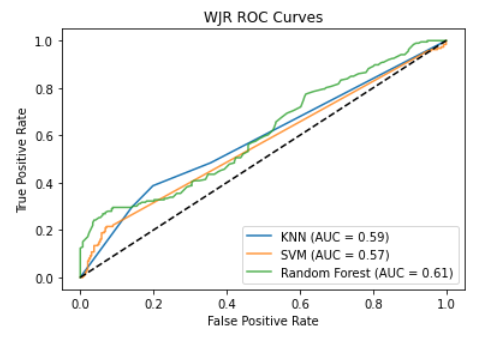 WJR ROC Curves
True Positive Rate
1.0
0.8
0.6
0.4
0.2
0.0
KNN (AUC = 0.59)
SVM (AUC = 0.57)
Random Forest (AUC = 0.61)
0.0 0.2 0.4 0.6 0.8 1.0
False Positive Rate